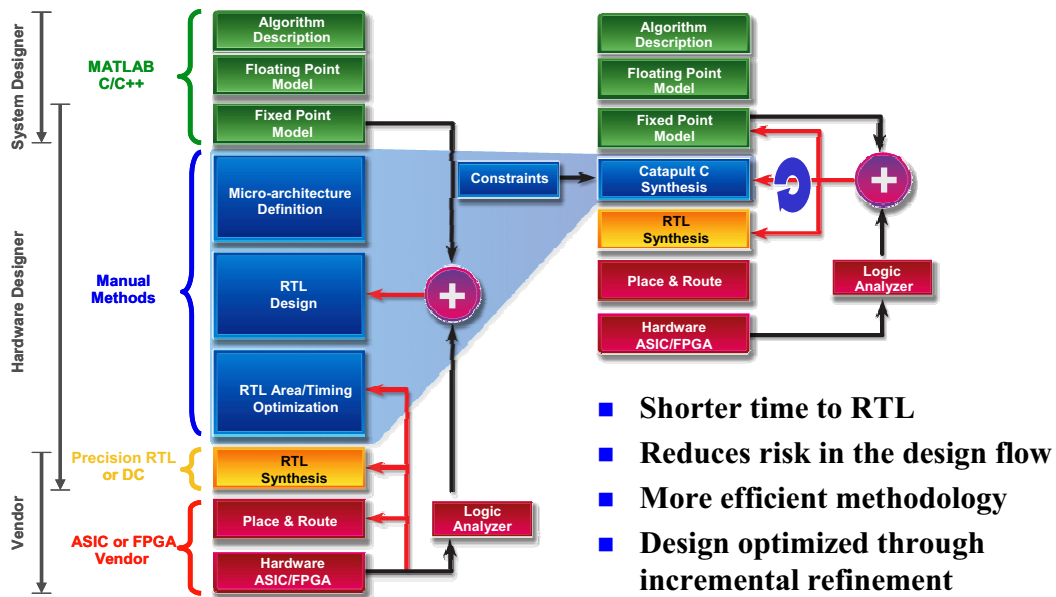 System Designer
Hardware Designer
Vendor
MATLAB
C/C++
Manual
Methods
Precision RTL
or DC
ASIC or FPGA
Vendor
Algorithm
Description
Floating Point
Model
Fixed Point
Model
Micro-architecture
Definition
RTL
Design
RTL Area/Timing
Optimization
RTL
Synthesis
Place & Route
Hardware
ASIC/FPGA
Logic
Analyzer
Constraints
Algorithm
Description
Floating Point
Model
Fixed Point
Model
Catapult C
Synthesis
RTL
Synthesis
Place & Route
Hardware
ASIC/FPGA
Logic
Analyzer
Shorter time to RTL
Reduces risk in the design flow
More efficient methodology
Design optimized through
incremental refinement